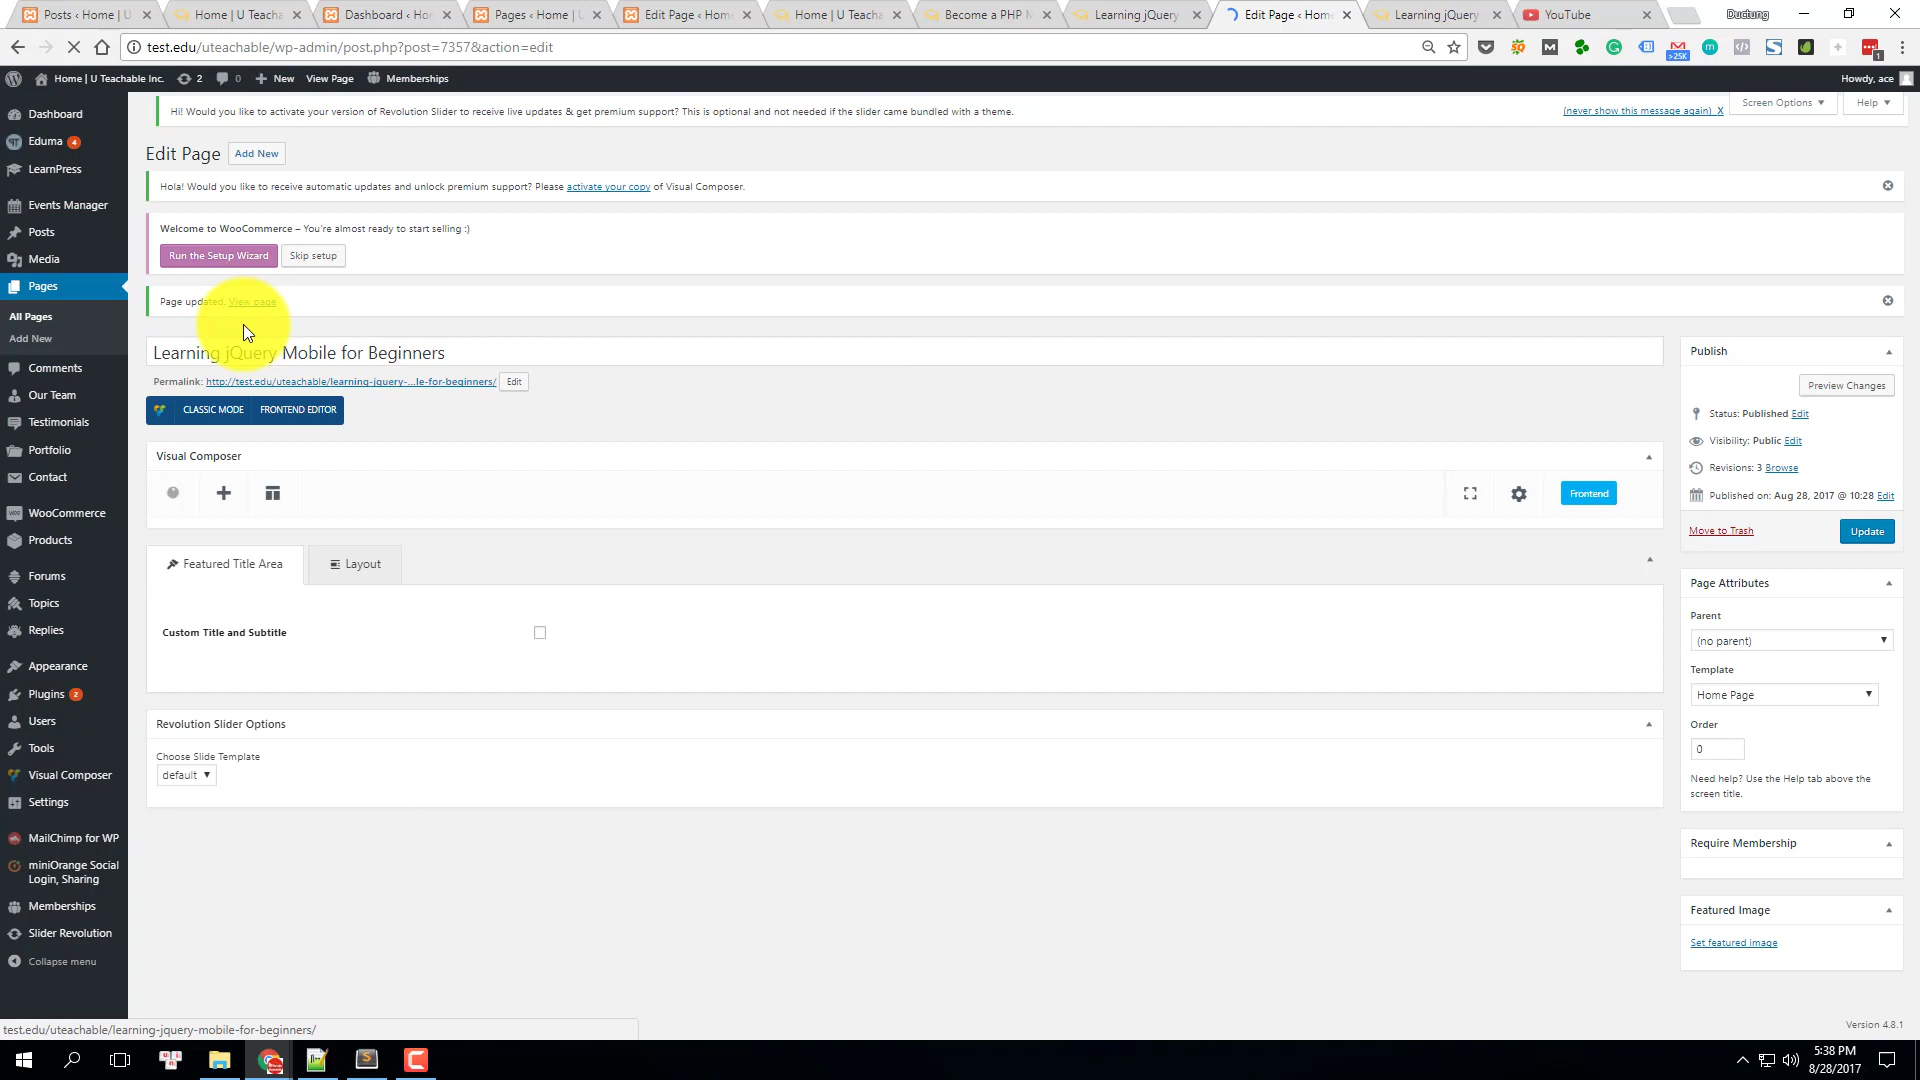 Posts ‹ Home | U
Home | U Teacha
Dashboard ‹ Ho
Pages ‹ Home | 
Edit Page ‹ Hom
Home | U Teacha
Become a PHP M
Learning jQuery
Edit Page ‹ Hom
Learning jQuery
YouTube
Ductung
test.edu/uteachable/wp-admin/post.php?post=7357&action=edit
>25K
1
Home | U Teachable Inc.
2
0
New
View Page
Memberships
Howdy, ace
Hi! Would you like to activate your version of Revolution Slider to receive live updates & get premium support? This is optional and not needed if the slider came bundled with a theme.
(never show this message again) X
Screen Options
Help
Edit Page
Add New
Hola! Would you like to receive automatic updates and unlock premium support? Please activate your copy of Visual Composer.
Welcome to WooCommerce – You're almost ready to start selling :)
Run the Setup Wizard
Skip setup
Page updated. View page
Learning jQuery Mobile for Beginners
Permalink: http://test.edu/uteachable/learning-jquery-...le-for-beginners/ Edit
CLASSIC MODE
FRONTEND EDITOR
Visual Composer
Frontend
Featured Title Area
Layout
Custom Title and Subtitle
Revolution Slider Options
Choose Slide Template
default
Publish
Preview Changes
Status: Published Edit
Visibility: Public Edit
Revisions: 3 Browse
Published on: Aug 28, 2017 @ 10:28 Edit
Move to Trash
Update
Page Attributes
Parent
(no parent)
Template
Home Page
Order
0
Need help? Use the Help tab above the
screen title.
Require Membership
Featured Image
Set featured image
Dashboard
Eduma 4
LearnPress
Events Manager
Posts
Media
Pages
All Pages
Add New
Comments
Our Team
Testimonials
Portfolio
Contact
WooCommerce
Products
Forums
Topics
Replies
Appearance
Plugins 2
Users
Tools
Visual Composer
Settings
MailChimp for WP
miniOrange Social
Login, Sharing
Memberships
Slider Revolution
Collapse menu
test.edu/uteachable/learning-jquery-mobile-for-beginners/
Version 4.8.1
5:38 PM
8/28/2017